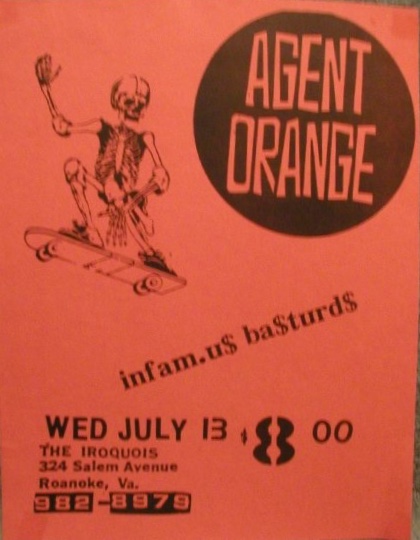 AGENT
ORANGE
infam.u$ ba$turd$
WED JULY 13 $8 00
THE IROQUOIS
324 Salem Avenue
Roanoke, Va.
982-8979